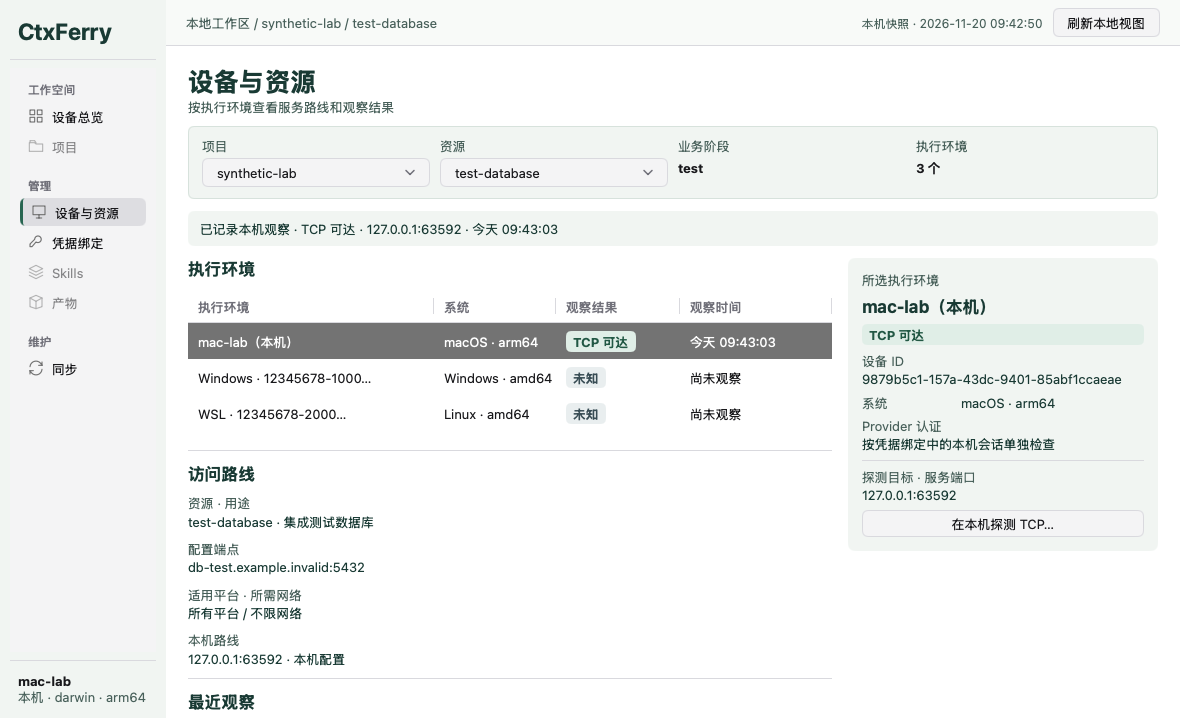 CtxFerry
本地工作区 / synthetic-lab / test-database
本机快照 · 2026-11-20 09:42:50
刷新本地视图
工作空间
设备总览
项目
管理
设备与资源
凭据绑定
Skills
产物
维护
同步
mac-lab
本机 · darwin · arm64
设备与资源
按执行环境查看服务路线和观察结果
项目
资源
业务阶段
执行环境
synthetic-lab
test-database
test
3 个
已记录本机观察 · TCP 可达 · 127.0.0.1:63592 · 今天 09:43:03
执行环境
执行环境 系统 观察结果 观察时间
mac-lab（本机） macOS · arm64 TCP 可达 今天 09:43:03
Windows · 12345678-1000... Windows · amd64 未知 尚未观察
WSL · 12345678-2000... Linux · amd64 未知 尚未观察
访问路线
资源 · 用途
test-database · 集成测试数据库
配置端点
db-test.example.invalid:5432
适用平台 · 所需网络
所有平台 / 不限网络
本机路线
127.0.0.1:63592 · 本机配置
最近观察
所选执行环境
mac-lab（本机）
TCP 可达
设备 ID
9879b5c1-157a-43dc-9401-85abf1ccaeae
系统 macOS · arm64
Provider 认证
按凭据绑定中的本机会话单独检查
探测目标 · 服务端口
127.0.0.1:63592
在本机探测 TCP...